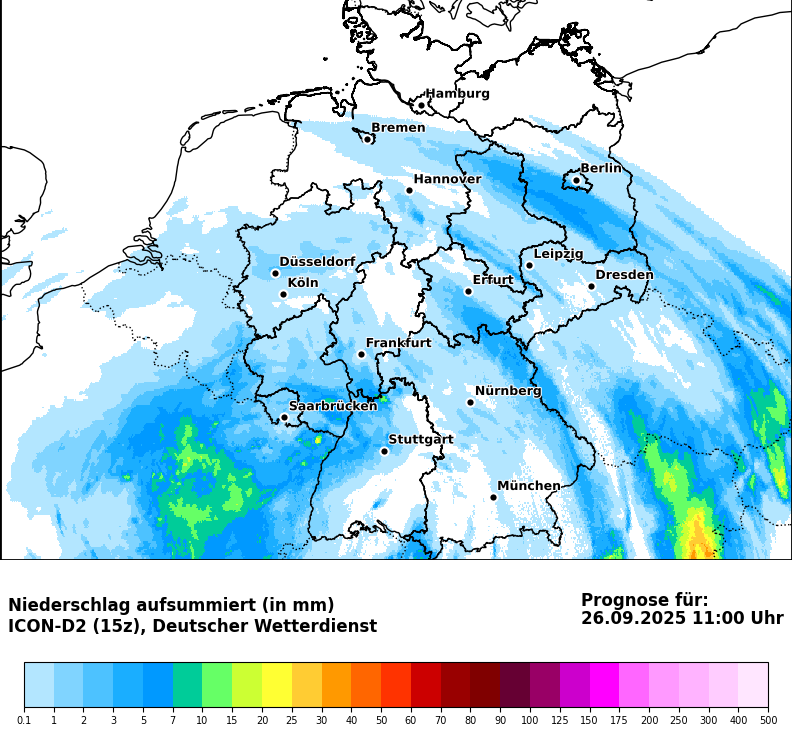 Hamburg
Bremen
Berlin
Hannover
Leipzig
Düsseldorf
Dresden
Köln
Erfurt
Frankfurt
Nürnberg
Saarbrücken
Stuttgart
München
Niederschlag aufsummiert (in mm)
ICON-D2 (15z), Deutscher Wetterdienst
Prognose für:
26.09.2025 11:00 Uhr
0.1 1 2 3 5 7 10 15 20 25 30 40 50 60 70 80 90 100 125 150 175 200 250 300 400 500